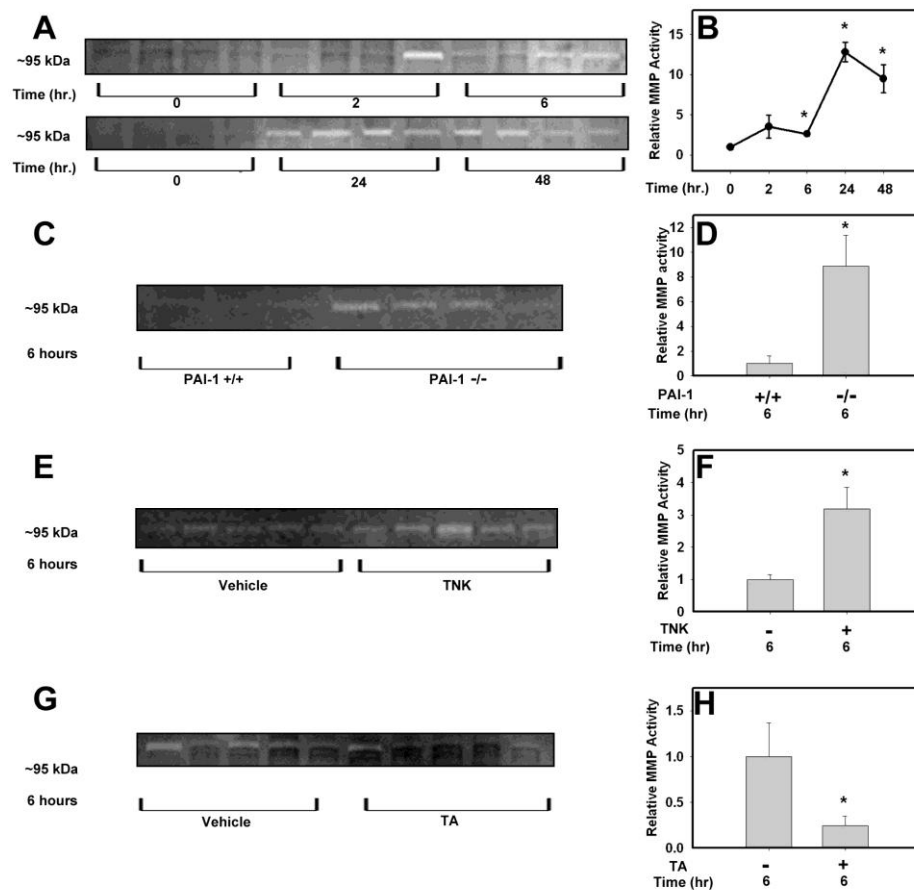 A
~95 kDa
Time (hr.)
0 2 6
~95 kDa
Time (hr.)
0 24 48
B
Relative MMP Activity
15
10
5
0
*
*
*
Time (hr.) 0 2 6 24 48
C
~95 kDa
6 hours
PAI-1 +/+ PAI-1 -/-
D
Relative MMP activity
12
10
8
6
4
2
0
*
PAI-1 +/+ -/-
Time (hr) 6 6
E
~95 kDa
6 hours
Vehicle TNK
F
Relative MMP Activity
5
4
3
2
1
0
*
TNK - +
Time (hr) 6 6
G
~95 kDa
6 hours
Vehicle TA
H
Relative MMP Activity
1.5
1.0
0.5
0.0
*
TA - +
Time (hr) 6 6